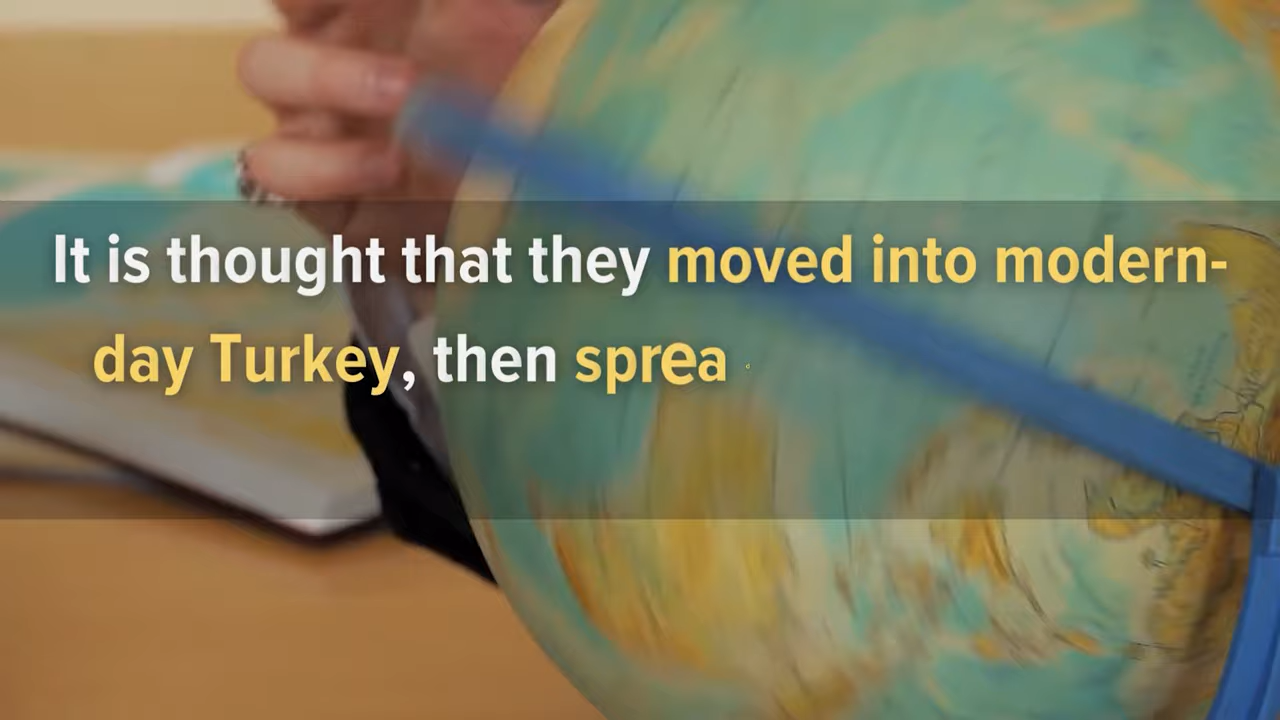 It is thought that they moved into modern-
day Turkey, then sprea